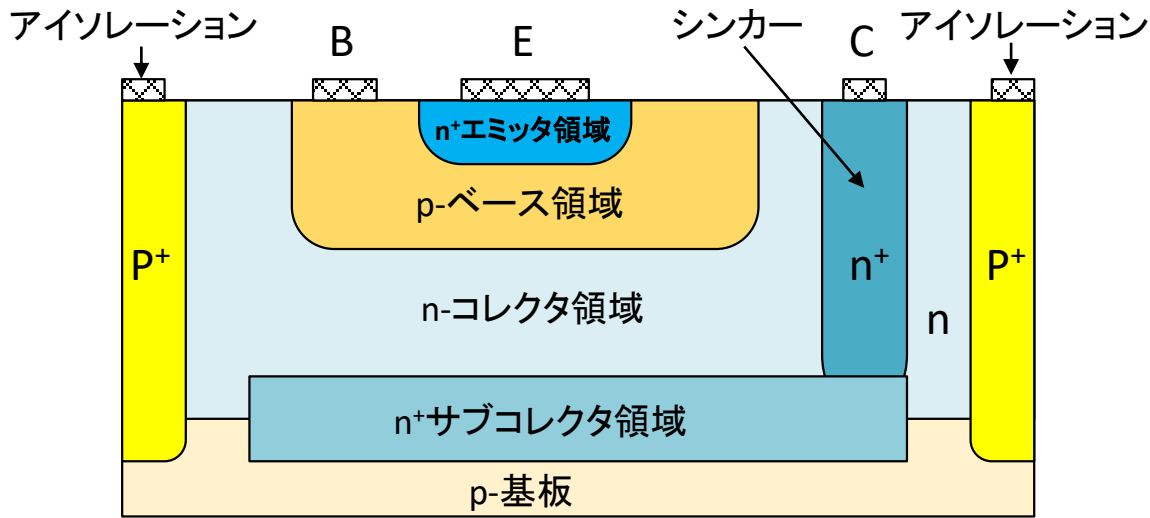 アイソレーション
B
E
シンカー
C
アイソレーション
n⁺エミッタ領域
p-ベース領域
P⁺
n⁺
P⁺
n-コレクタ領域
n
n⁺サブコレクタ領域
p-基板